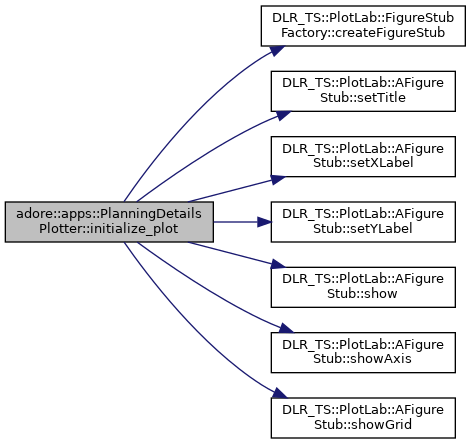 adore::apps::PlanningDetails
Plotter::initialize_plot
DLR_TS::PlotLab::FigureStub
Factory::createFigureStub
DLR_TS::PlotLab::AFigure
Stub::setTitle
DLR_TS::PlotLab::AFigure
Stub::setXLabel
DLR_TS::PlotLab::AFigure
Stub::setYLabel
DLR_TS::PlotLab::AFigure
Stub::show
DLR_TS::PlotLab::AFigure
Stub::showAxis
DLR_TS::PlotLab::AFigure
Stub::showGrid